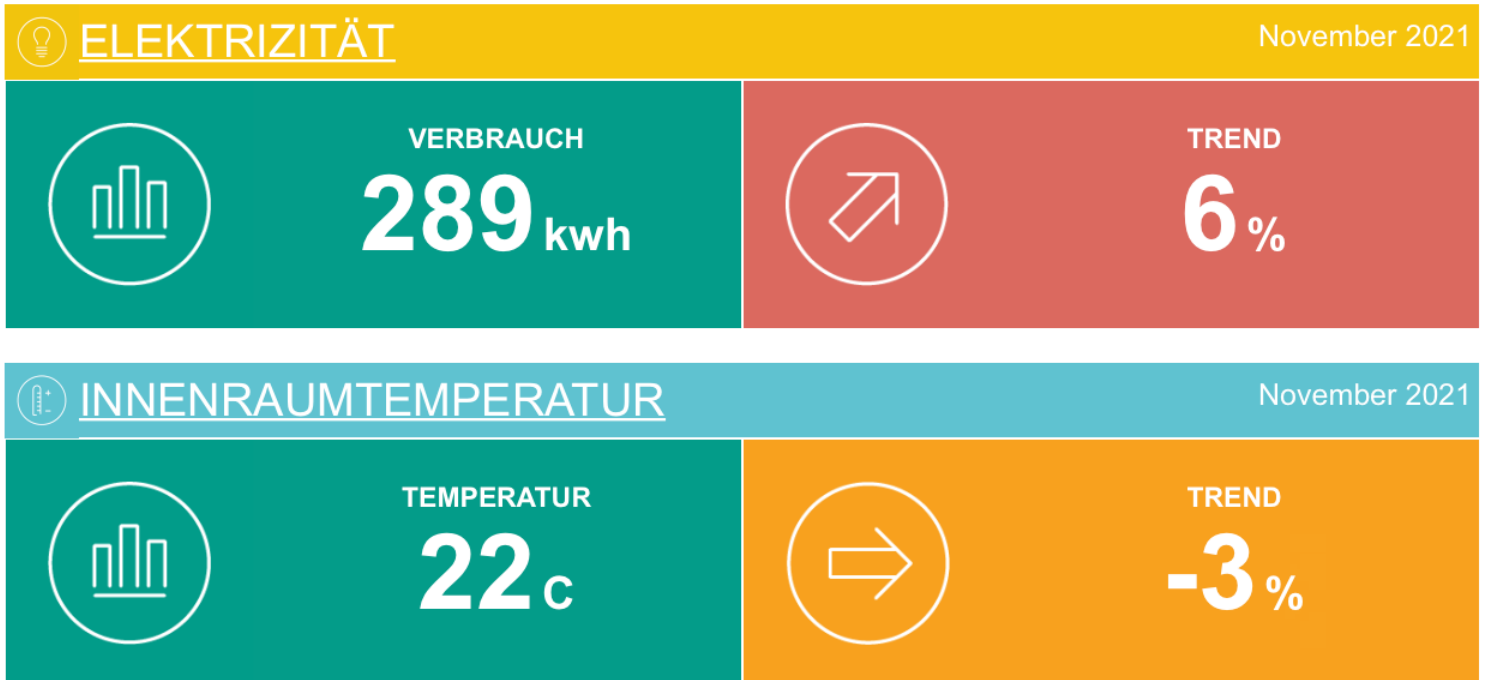 ELEKTRIZITÄT November 2021
VERBRAUCH TREND
289 kwh 6 %
INNENRAUMTEMPERATUR November 2021
TEMPERATUR TREND
22 C -3 %